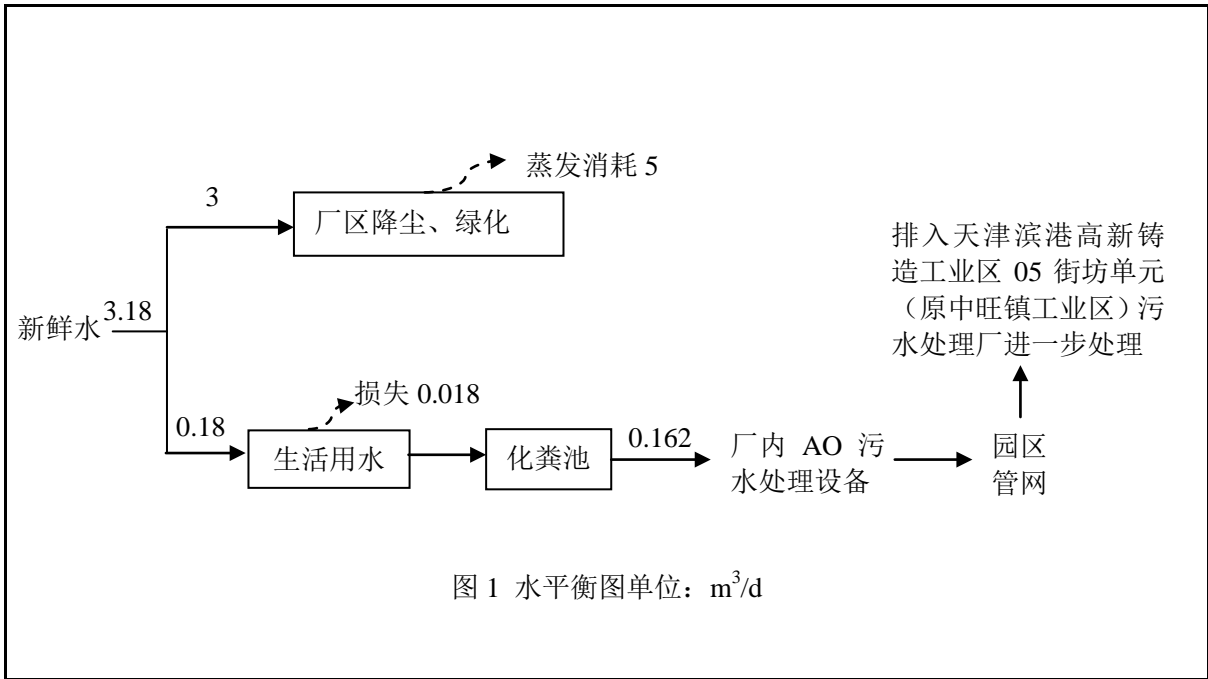 蒸发消耗 5
3
厂区降尘、绿化
排入天津滨港高新铸
造工业区 05 街坊单元
（原中旺镇工业区）污
水处理厂进一步处理
新鲜水
3.18
损失 0.018
0.18
生活用水
化粪池
0.162
厂内 AO 污
水处理设备
园区
管网
图 1 水平衡图单位：m³/d